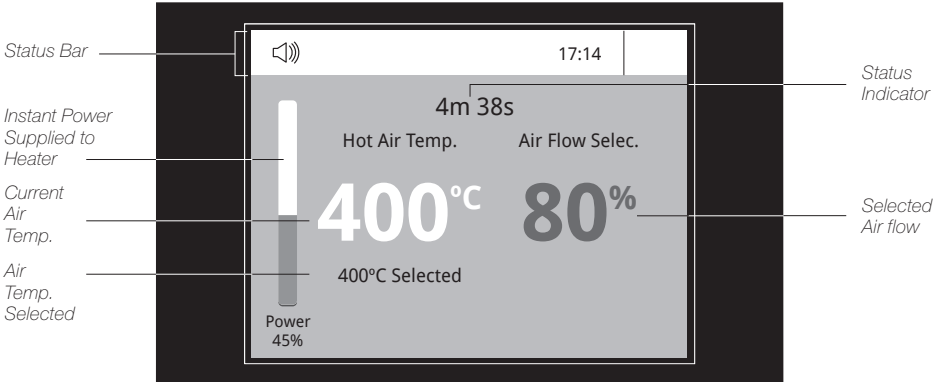 Status Bar
17:14
Status
Indicator
4m 38s
Instant Power
Supplied to
Heater
Hot Air Temp.
Air Flow Selec.
Current
Air
Temp.
400ºC
80%
Selected
Air flow
Air
Temp.
Selected
400ºC Selected
Power
45%